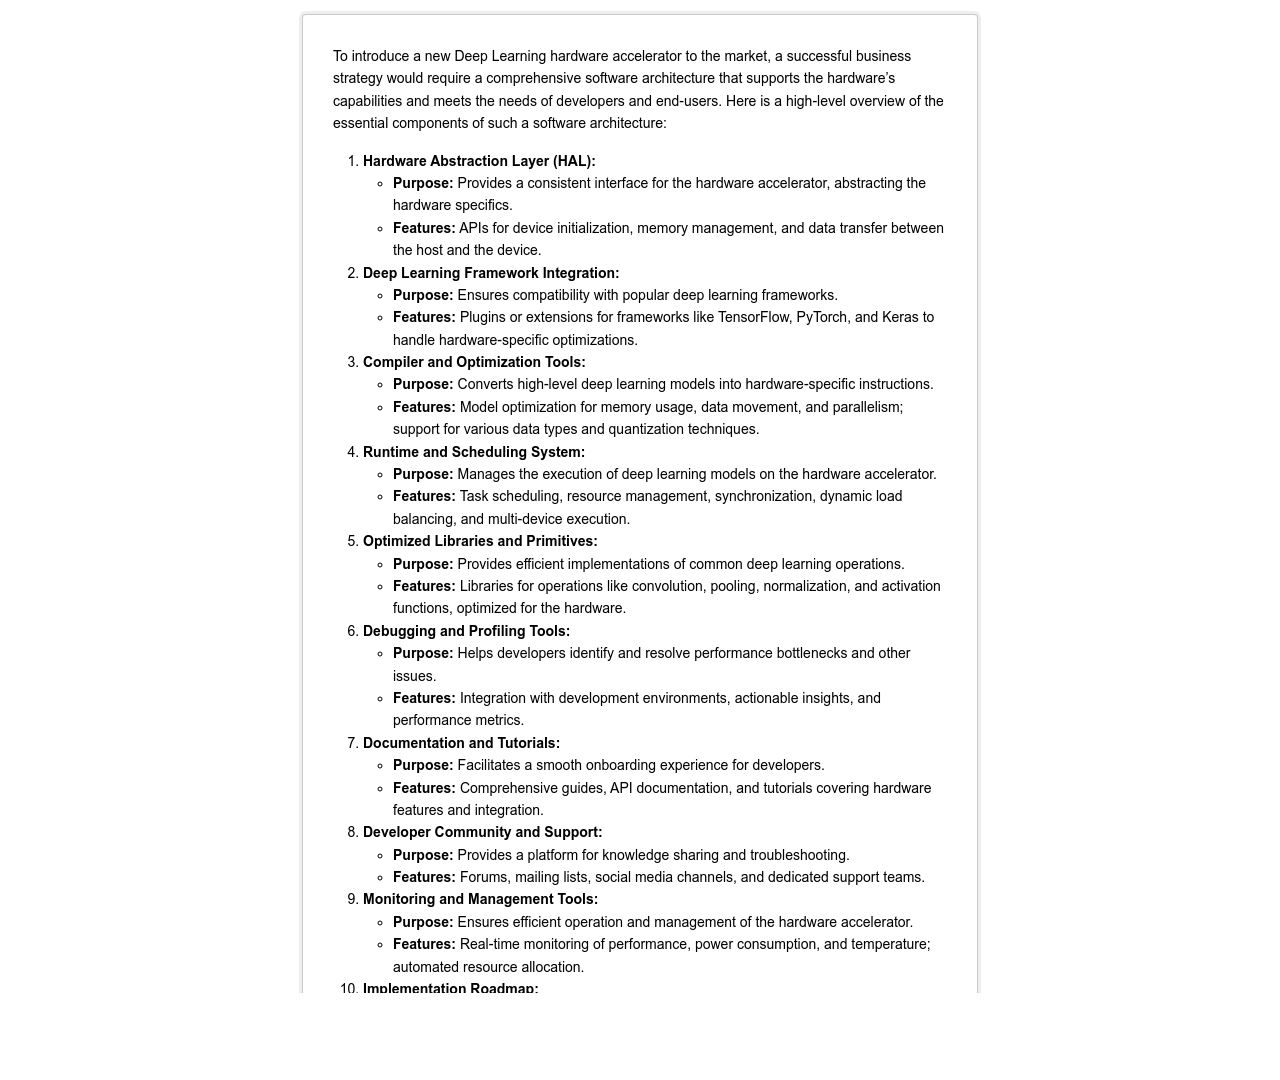 To introduce a new Deep Learning hardware accelerator to the market, a successful business
strategy would require a comprehensive software architecture that supports the hardware’s
capabilities and meets the needs of developers and end-users. Here is a high-level overview of the
essential components of such a software architecture:
1. Hardware Abstraction Layer (HAL):
◦ Purpose: Provides a consistent interface for the hardware accelerator, abstracting the
hardware specifics.
◦ Features: APIs for device initialization, memory management, and data transfer between
the host and the device.
2. Deep Learning Framework Integration:
◦ Purpose: Ensures compatibility with popular deep learning frameworks.
◦ Features: Plugins or extensions for frameworks like TensorFlow, PyTorch, and Keras to
handle hardware-specific optimizations.
3. Compiler and Optimization Tools:
◦ Purpose: Converts high-level deep learning models into hardware-specific instructions.
◦ Features: Model optimization for memory usage, data movement, and parallelism;
support for various data types and quantization techniques.
4. Runtime and Scheduling System:
◦ Purpose: Manages the execution of deep learning models on the hardware accelerator.
◦ Features: Task scheduling, resource management, synchronization, dynamic load
balancing, and multi-device execution.
5. Optimized Libraries and Primitives:
◦ Purpose: Provides efficient implementations of common deep learning operations.
◦ Features: Libraries for operations like convolution, pooling, normalization, and activation
functions, optimized for the hardware.
6. Debugging and Profiling Tools:
◦ Purpose: Helps developers identify and resolve performance bottlenecks and other
issues.
◦ Features: Integration with development environments, actionable insights, and
performance metrics.
7. Documentation and Tutorials:
◦ Purpose: Facilitates a smooth onboarding experience for developers.
◦ Features: Comprehensive guides, API documentation, and tutorials covering hardware
features and integration.
8. Developer Community and Support:
◦ Purpose: Provides a platform for knowledge sharing and troubleshooting.
◦ Features: Forums, mailing lists, social media channels, and dedicated support teams.
9. Monitoring and Management Tools:
◦ Purpose: Ensures efficient operation and management of the hardware accelerator.
◦ Features: Real-time monitoring of performance, power consumption, and temperature;
automated resource allocation.
10. Implementation Roadmap: